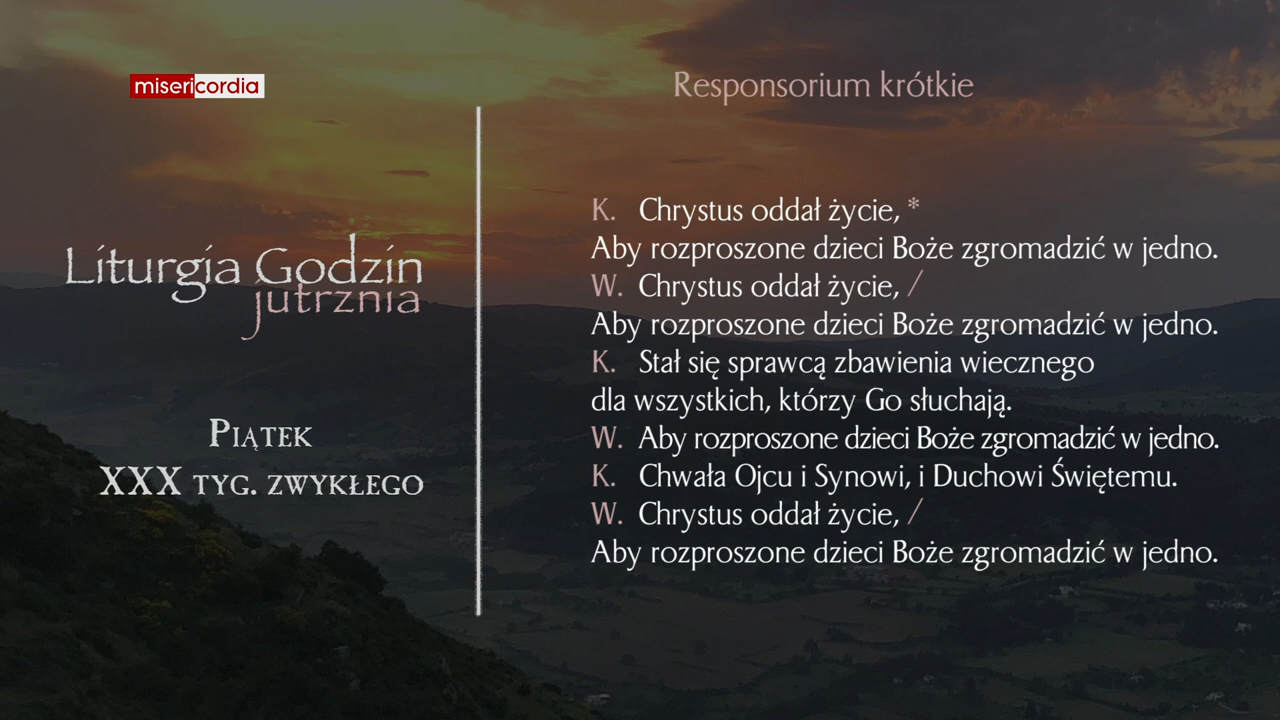 misericordia
Liturgia Godzin
jutrznia
Piątek
XXX tyg. zwykłego
Responsorium krótkie
K. Chrystus oddał życie, *
Aby rozproszone dzieci Boże zgromadzić w jedno.
W. Chrystus oddał życie, /
Aby rozproszone dzieci Boże zgromadzić w jedno.
K. Stał się sprawcą zbawienia wiecznego
dla wszystkich, którzy Go słuchają.
W. Aby rozproszone dzieci Boże zgromadzić w jedno.
K. Chwała Ojcu i Synowi, i Duchowi Świętemu.
W. Chrystus oddał życie, /
Aby rozproszone dzieci Boże zgromadzić w jedno.